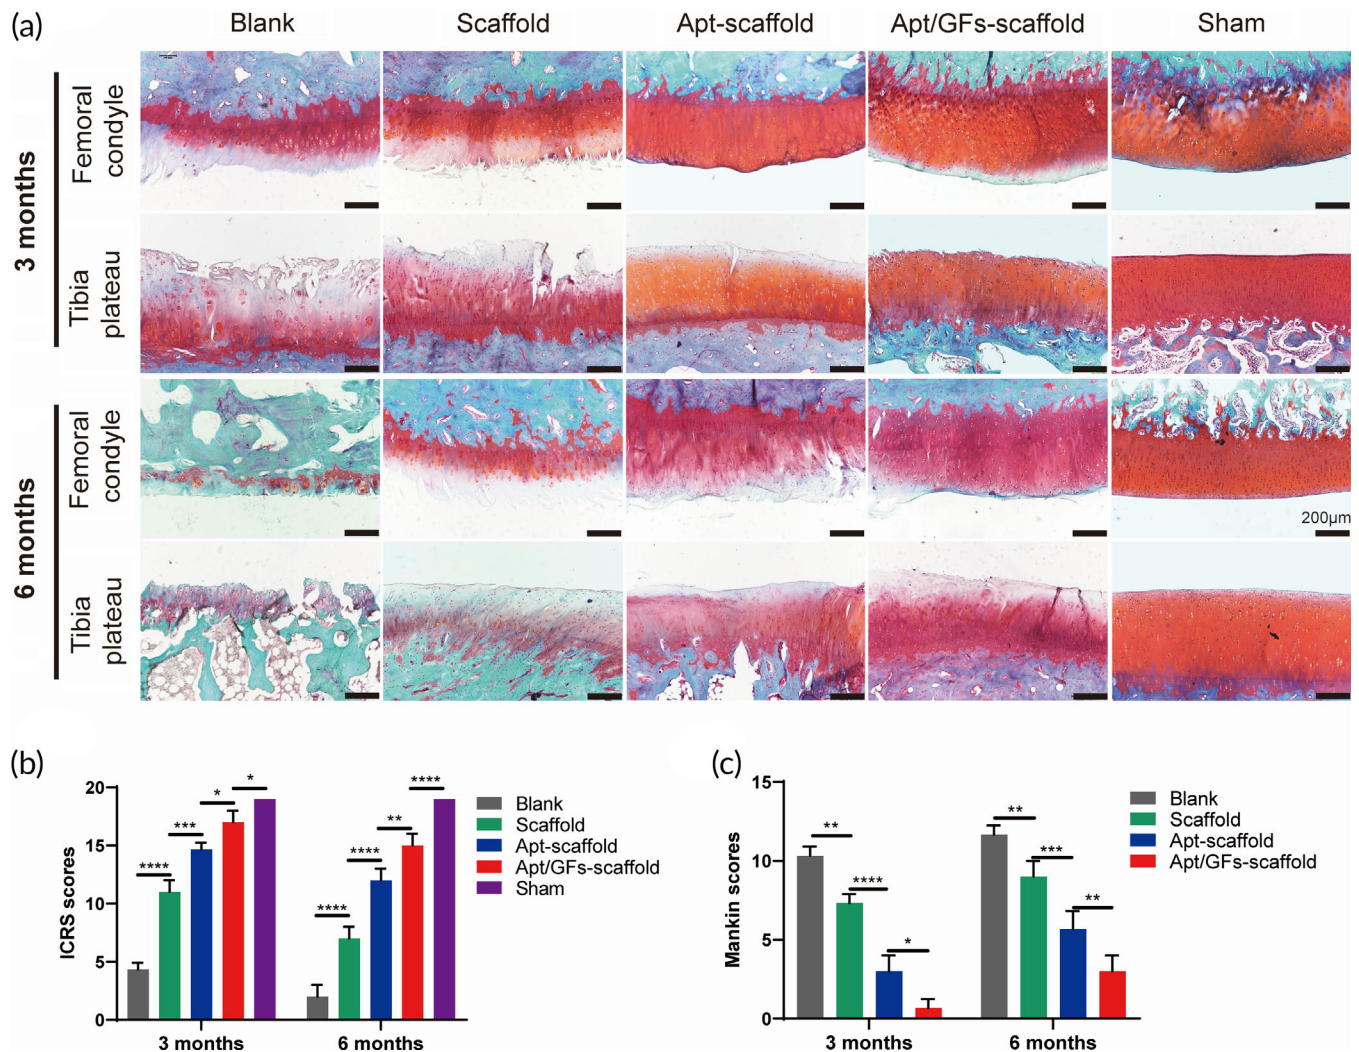 (a)
Blank Scaffold Apt-scaffold Apt/GFs-scaffold Sham
3 months
Femoral
condyle
Tibia
plateau
6 months
Femoral
condyle
200μm
Tibia
plateau
(b)
ICRS scores
20
15
10
5
0
**** *** * *
**** **** ** ****
3 months 6 months
Blank
Scaffold
Apt-scaffold
Apt/GFs-scaffold
Sham
(c)
Mankin scores
15
10
5
0
** **** *
** *** **
3 months 6 months
Blank
Scaffold
Apt-scaffold
Apt/GFs-scaffold